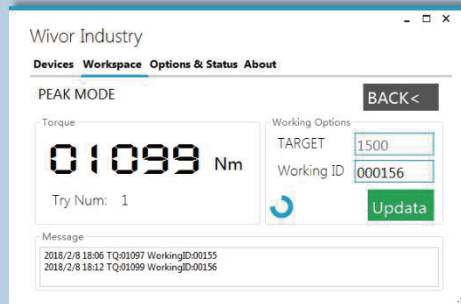 Wivor Industry
Devices Workspace Options & Status About
PEAK MODE
BACK<
Torque
01099 Nm
Try Num: 1
Working Options
TARGET 1500
Working ID 000156
Updata
Message
2018/2/8 18:06 TQ:01097 WorkingID:00155
2018/2/8 18:12 TQ:01099 WorkingID:00156